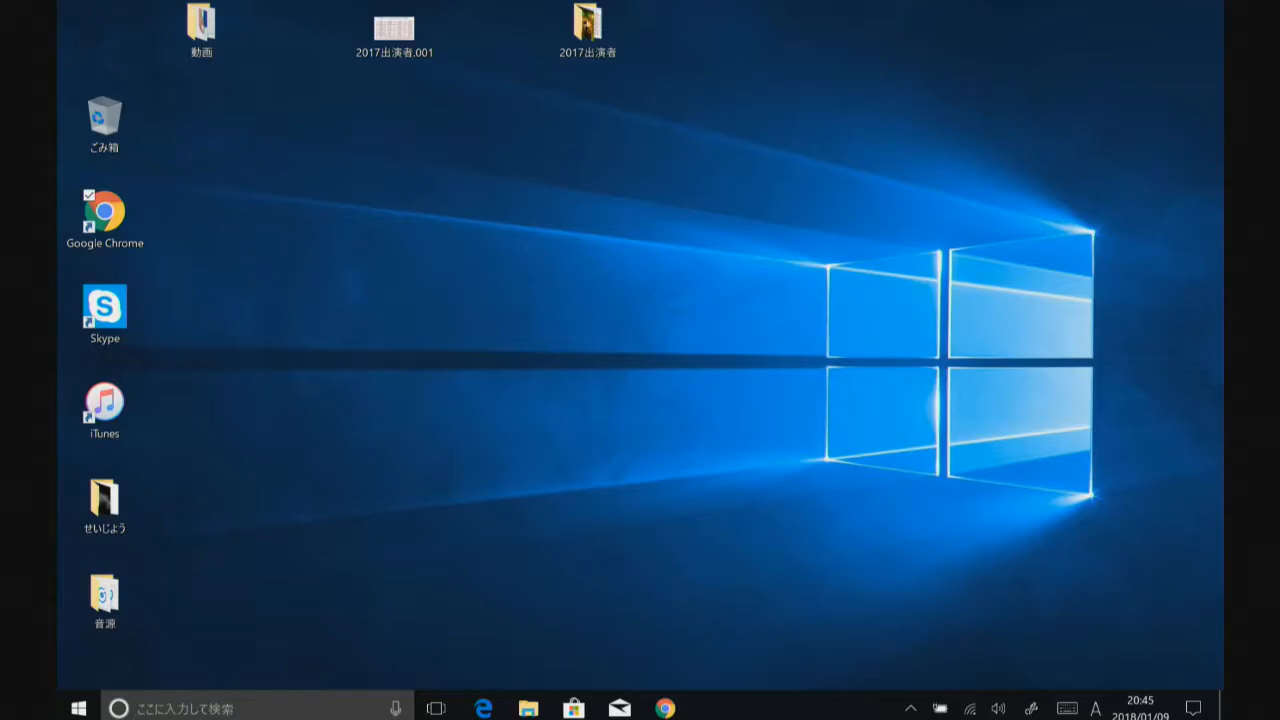 動画
2017出演者.001
2017出演者
ごみ箱
Google Chrome
Skype
iTunes
せいじょう
音源
ここに入力して検索
A
20:45
2018/01/09